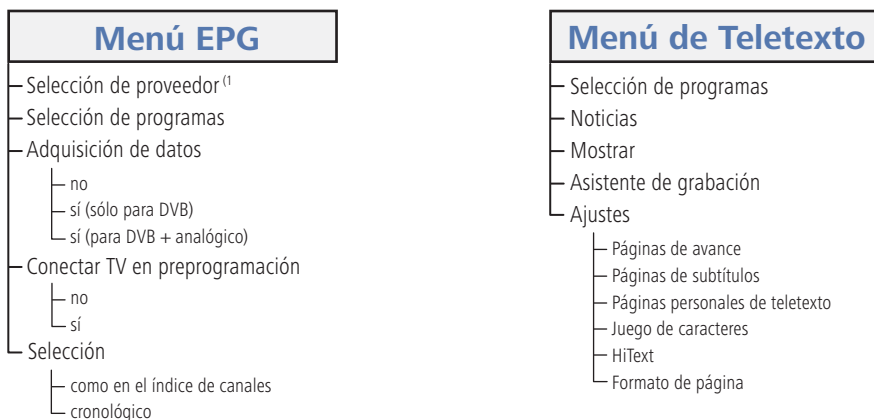 Menú EPG
Selección de proveedor (1
Selección de programas
Adquisición de datos
no
sí (sólo para DVB)
sí (para DVB + analógico)
Conectar TV en preprogramación
no
sí
Selección
como en el índice de canales
cronológico
Menú de Teletexto
Selección de programas
Noticias
Mostrar
Asistente de grabación
Ajustes
Páginas de avance
Páginas de subtítulos
Páginas personales de teletexto
Juego de caracteres
HiText
Formato de página